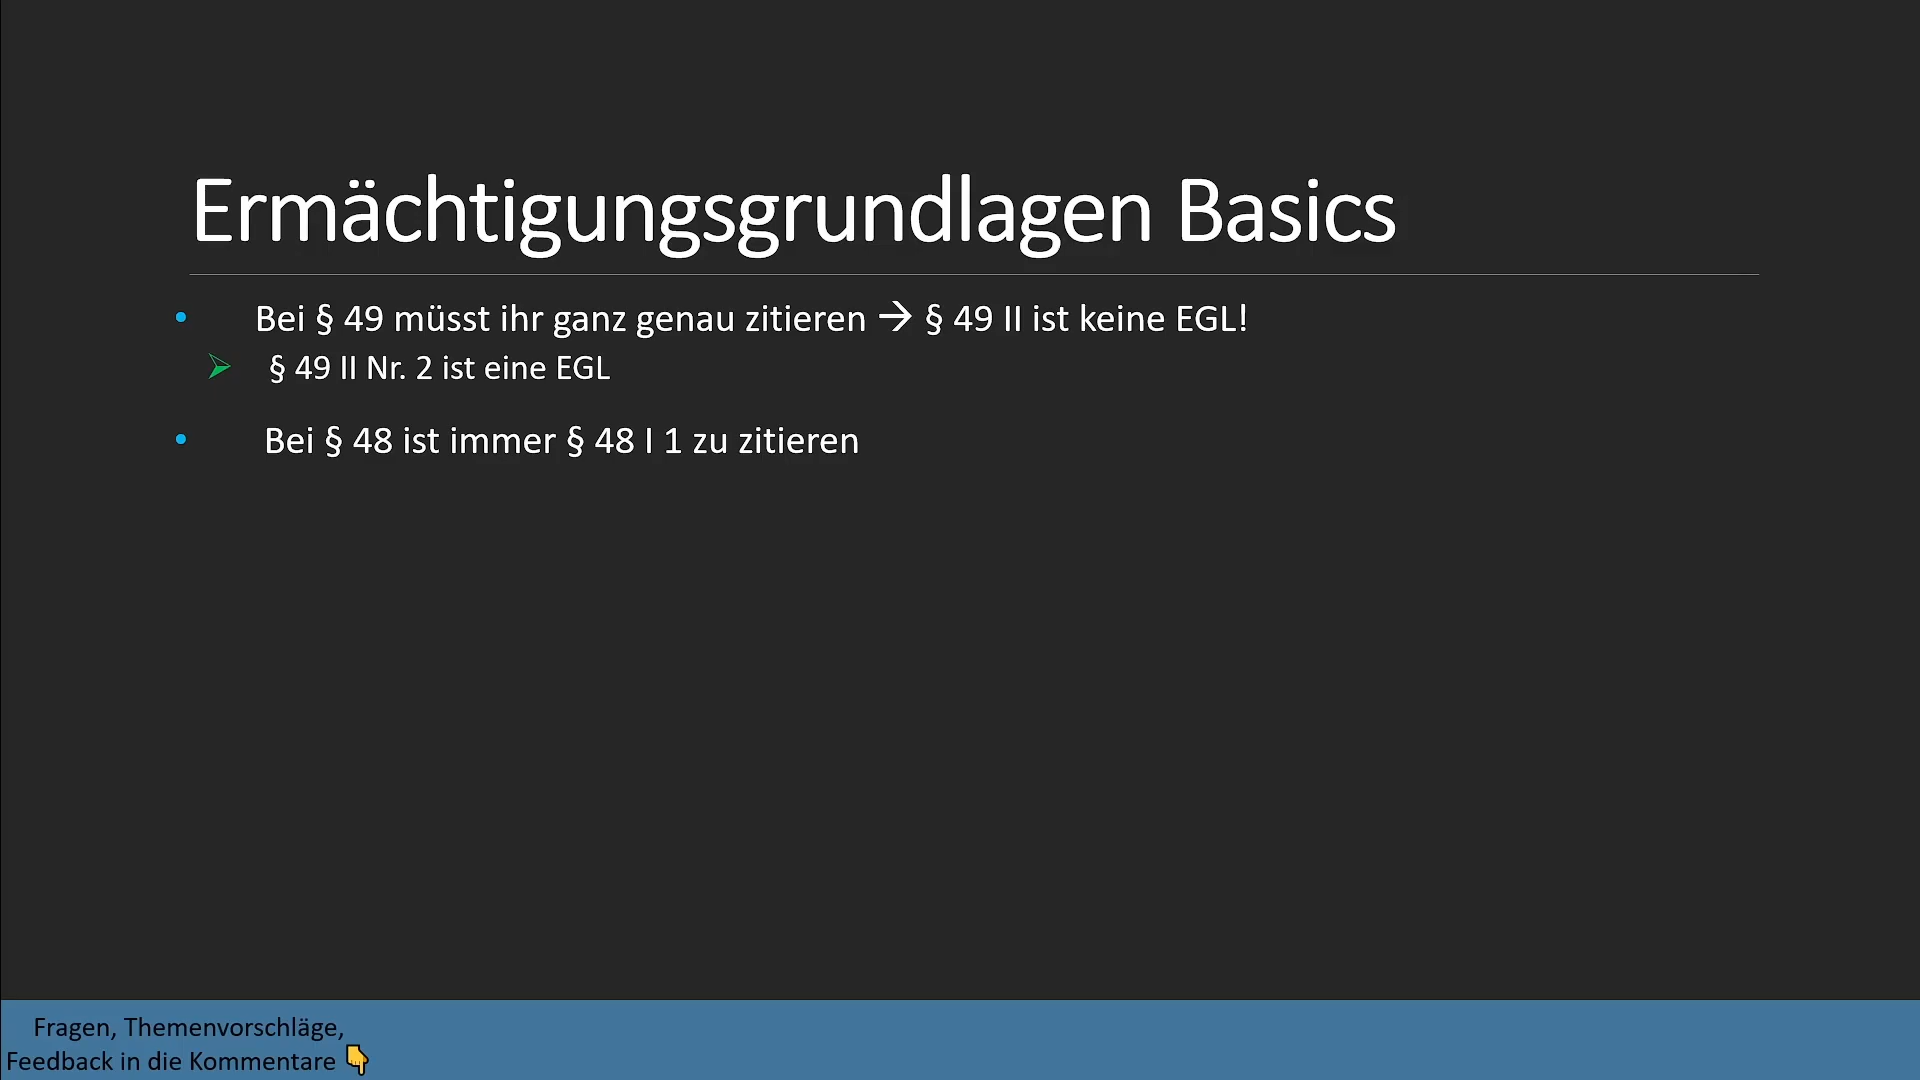 Ermächtigungsgrundlagen Basics
• Bei § 49 müsst ihr ganz genau zitieren → § 49 II ist keine EGL!
➢ § 49 II Nr. 2 ist eine EGL
• Bei § 48 ist immer § 48 I 1 zu zitieren
Fragen, Themenvorschläge,
Feedback in die Kommentare 👇